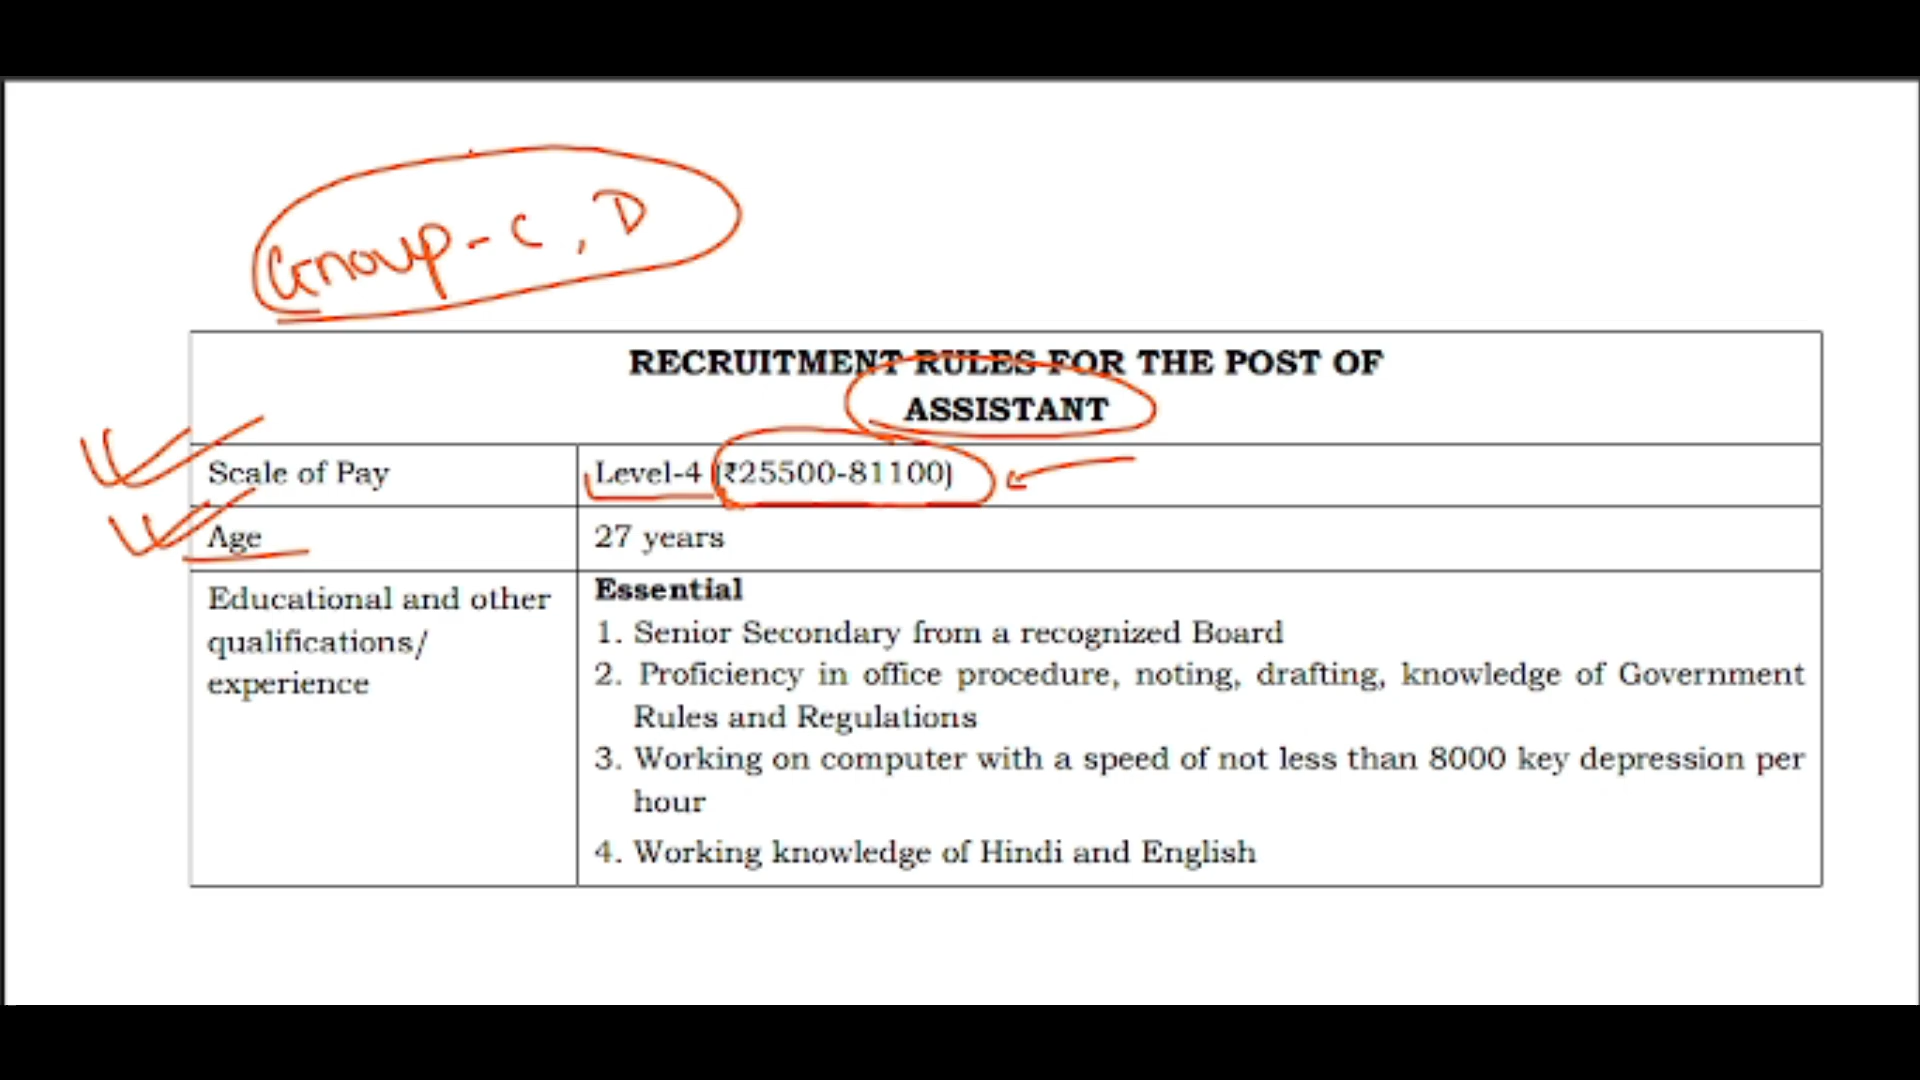 Group - C, D
RECRUITMENT RULES FOR THE POST OF
ASSISTANT
Scale of Pay
Level-4 (₹25500-81100)
Age
27 years
Educational and other
qualifications/
experience
Essential
1. Senior Secondary from a recognized Board
2. Proficiency in office procedure, noting, drafting, knowledge of Government
Rules and Regulations
3. Working on computer with a speed of not less than 8000 key depression per
hour
4. Working knowledge of Hindi and English